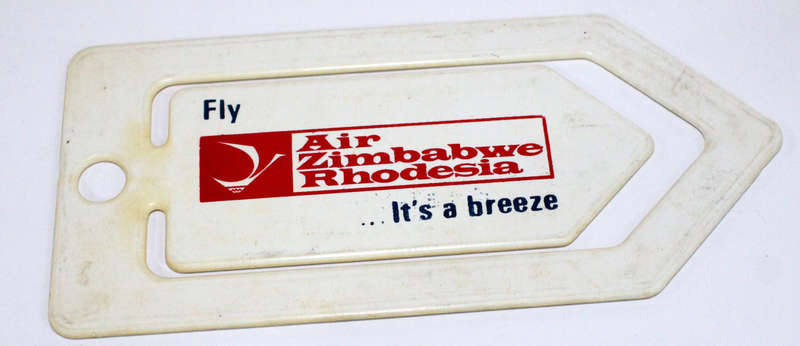 Fly
Air
Zimbabwe
Rhodesia
...It's a breeze